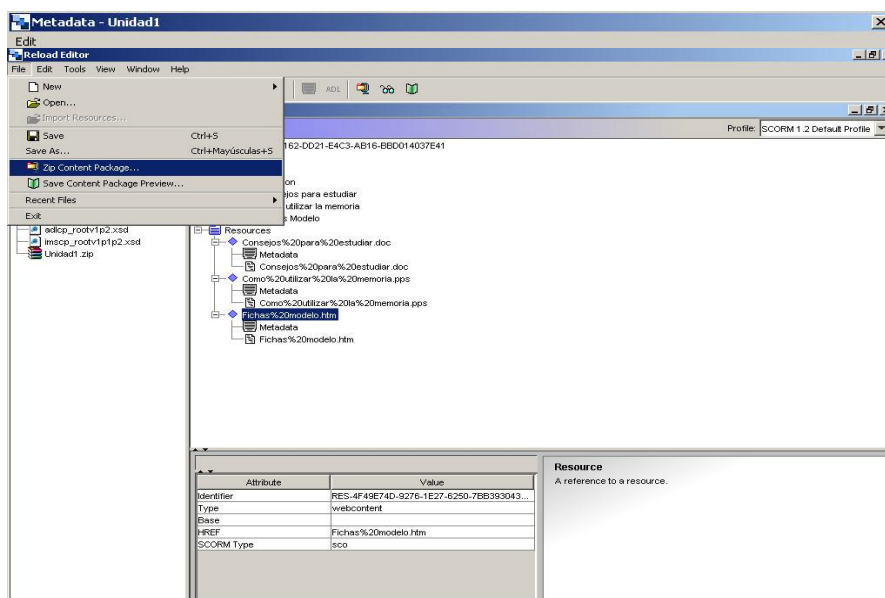 Metadata - Unidad1
Edit
Reload Editor
File Edit Tools View Window Help
New
Open...
ADL
Import Resources...
Save Ctrl+S
Profile: SCORM 1.2 Default Profile
Save As... Ctrl+Mayúsculas+S
162-DD21-E4C3-AB16-BBD014037E41
Zip Content Package...
Save Content Package Preview...
on
Recent Files
ejos para estudiar
utilizar la memoria
Exit
s Modelo
adlcp_rootv1p2.xsd
Resources
imscp_rootv1p1p2.xsd
Consejos%20para%20estudiar.doc
Unidad1.zip
Metadata
Consejos%20para%20estudiar.doc
Como%20utilizar%20la%20memoria.pps
Metadata
Como%20utilizar%20la%20memoria.pps
Fichas%20modelo.htm
Metadata
Fichas%20modelo.htm
Attribute Value
Identifier RES-4F49E74D-9276-1E27-6250-7BB393043...
Type webcontent
Base
HREF Fichas%20modelo.htm
SCORM Type sco
Resource
A reference to a resource.